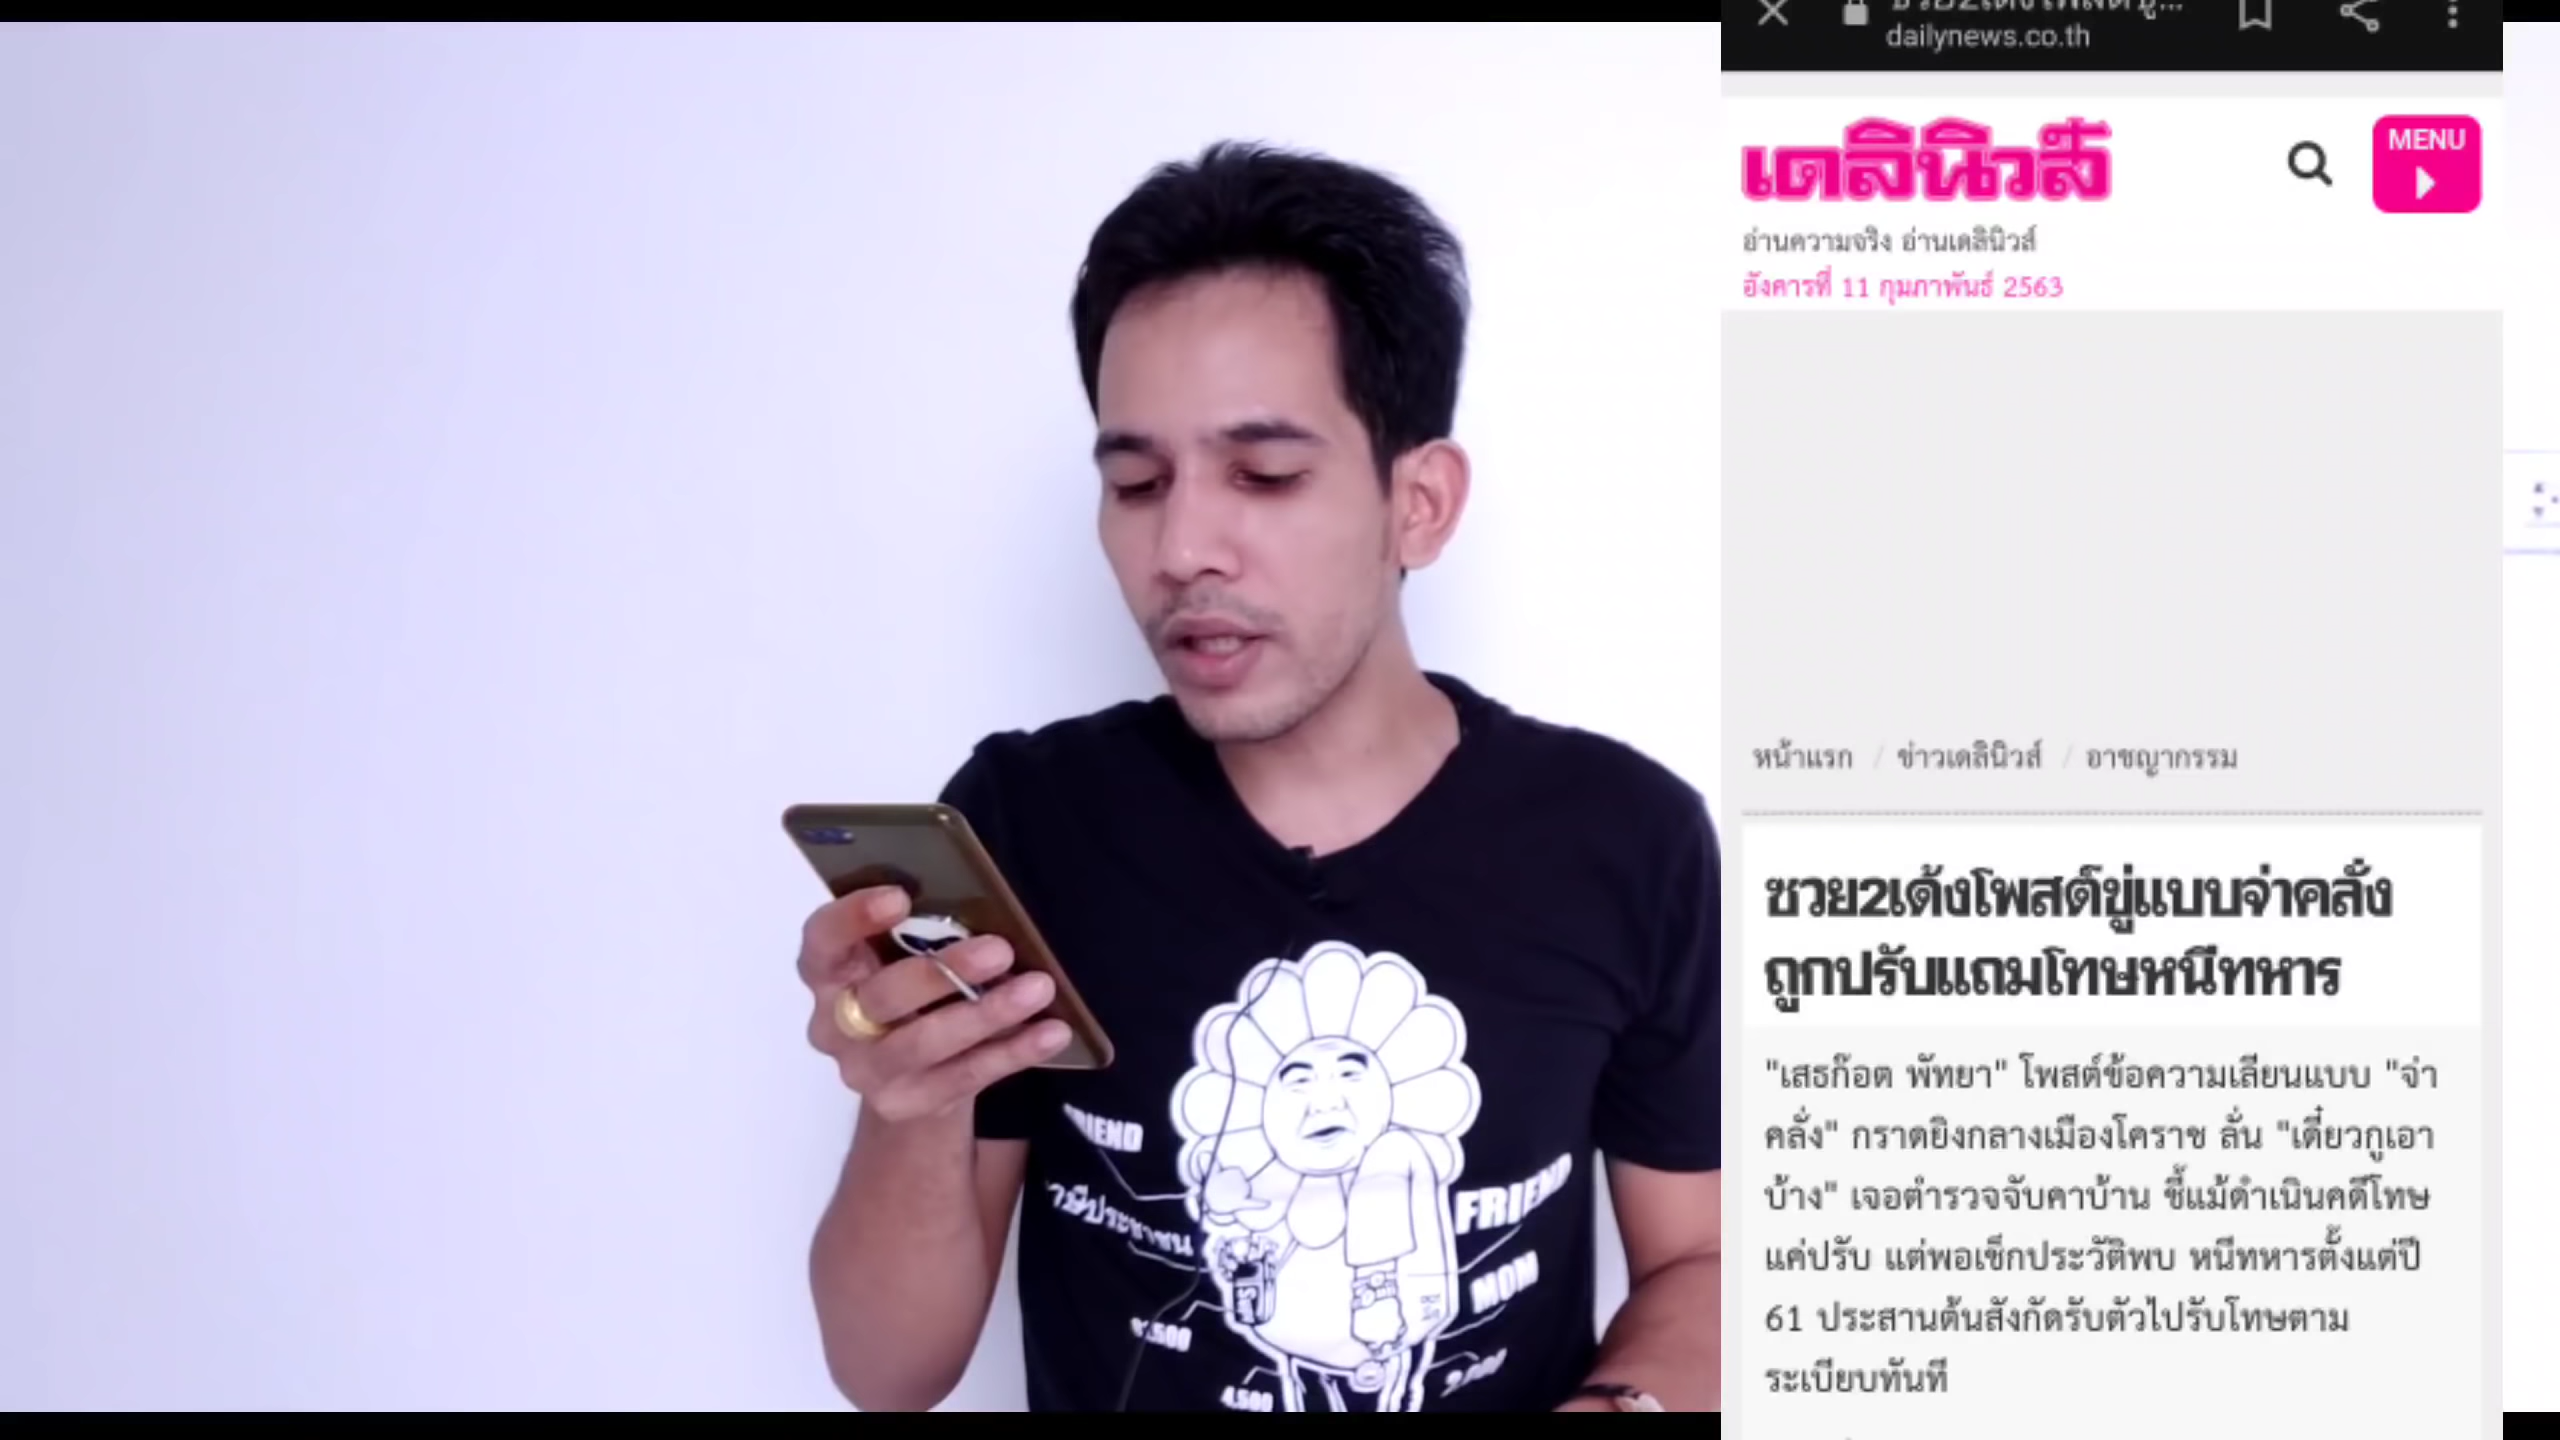 dailynews.co.th
เดลินิวส์
MENU
อ่านความจริง อ่านเดลินิวส์
อังคารที่ 11 กุมภาพันธ์ 2563
หน้าแรก / ข่าวเดลินิวส์ / อาชญากรรม
ซวย2เด้งโพสต์ขู่แบบจ่าคลั่ง
ถูกปรับแถมโทษหนีทหาร
"เสธก๊อต พัทยา" โพสต์ข้อความเลียนแบบ "จ่า
คลั่ง" กราดยิงกลางเมืองโคราช ลั่น "เดี๋ยวกูเอา
บ้าง" เจอตำรวจจับคาบ้าน ชี้แม้ดำเนินคดีโทษ
แค่ปรับ แต่พอเช็กประวัติพบ หนีทหารตั้งแต่ปี
61 ประสานต้นสังกัดรับตัวไปรับโทษตาม
ระเบียบทันที
FRIEND
FRIEND
MOM
4,500